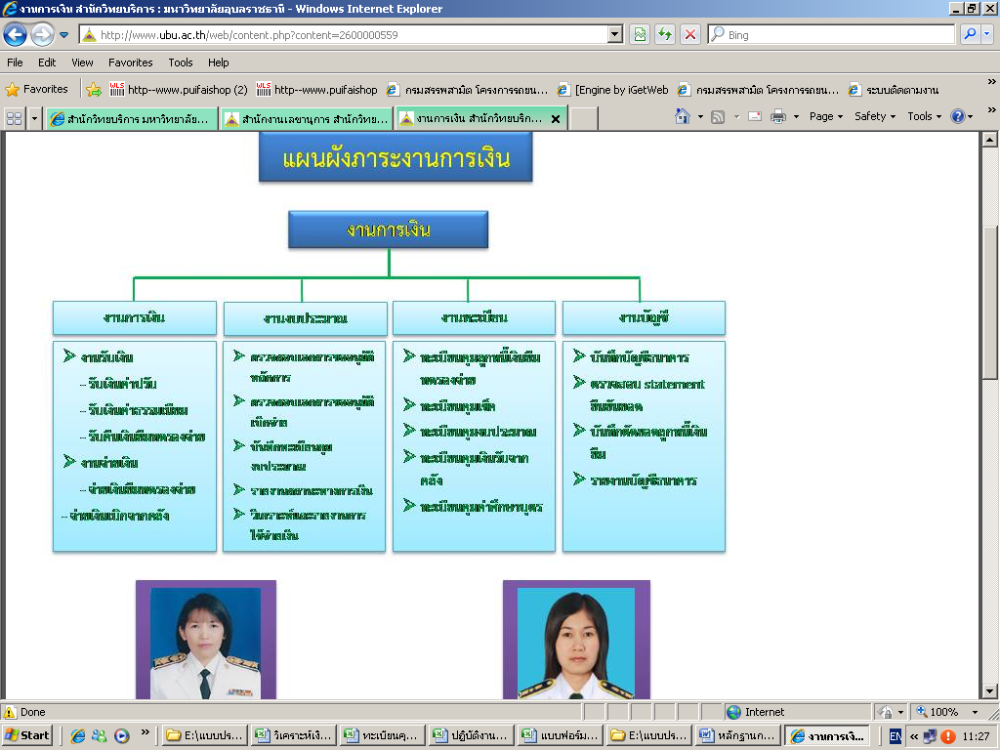 งานการเงิน สำนักวิทยบริการ : มหาวิทยาลัยอุบลราชธานี - Windows Internet Explorer
http://www.ubu.ac.th/web/content.php?content=2600000559
Bing
File Edit View Favorites Tools Help
Favorites http--www.puifaishop (2) http--www.puifaishop กรมสรรพสามิต โครงการรถยน... [Engine by iGetWeb กรมสรรพสามิต โครงการรถยน... ระบบติดตามงาน
สำนักวิทยบริการ มหาวิทยาลัย... สำนักงานเลขานุการ สำนักวิทย... งานการเงิน สำนักวิทยบริก... Page Safety Tools
แผนผังภาระงานการเงิน
งานการเงิน
งานการเงิน
งานงบประมาณ
งานทะเบียน
งานบัญชี
งานรับเงิน
– รับเงินค่าปรับ
– รับเงินค่าธรรมเนียม
– รับคืนเงินยืมทดรองจ่าย
งานจ่ายเงิน
– จ่ายเงินยืมทดรองจ่าย
– จ่ายเงินเบิกจากคลัง
ตรวจสอบเอกสารขออนุมัติ
หลักการ
ตรวจสอบเอกสารขออนุมัติ
เบิกจ่าย
บันทึกทะเบียนคุม
งบประมาณ
รายงานสถานะทางการเงิน
วิเคราะห์และรายงานการ
ใช้จ่ายเงิน
ทะเบียนคุมลูกหนี้เงินยืม
ทดรองจ่าย
ทะเบียนคุมเช็ค
ทะเบียนคุมงบประมาณ
ทะเบียนคุมเงินรับจาก
คลัง
ทะเบียนคุมค่าศึกษาบุตร
บันทึกบัญชีธนาคาร
ตรวจสอบ statement
ยืนยันยอด
บันทึกตัดยอดลูกหนี้เงิน
ยืม
รายงานบัญชีธนาคาร
Done Internet 100%
Start E:\แบบปร... วิเคราะห์เงิ... ทะเบียนคุ... ปฏิบัติงาน... แบบฟอร์ม... E:\แบบปร... หลักฐานก... งานการเงิ... EN 11:27